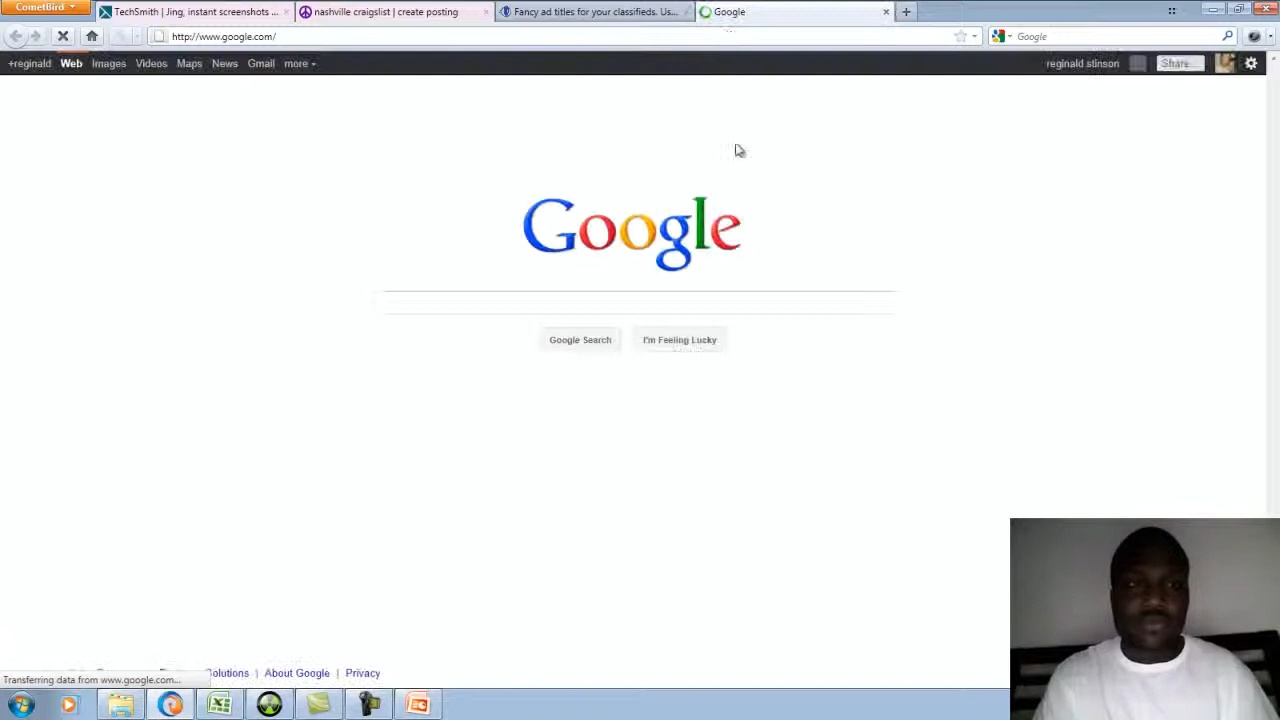 CometBird
TechSmith | Jing, instant screenshots ...
nashville craigslist | create posting
Fancy ad titles for your classifieds. Us...
Google
http://www.google.com/
Google
+reginald Web Images Videos Maps News Gmail more
reginald stinson Share...
Google
Google Search I'm Feeling Lucky
Solutions | About Google | Privacy
Transferring data from www.google.com...